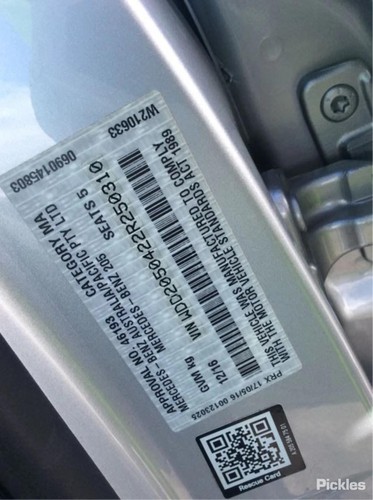 0690145803 W210633
APPROVAL NO. 46193 CATEGORY MA
MERCEDES-BENZ AUSTRALIA/PACIFIC PTY LTD
MERCEDES-BENZ 206 SEATS 5
GVM kg VIN WDD2050422R250310
12/16
THIS VEHICLE WAS MANUFACTURED TO COMPLY
WITH THE MOTOR VEHICLE STANDARDS ACT 1989
PRX 17/05/16 00123025
Rescue Card
Pickles